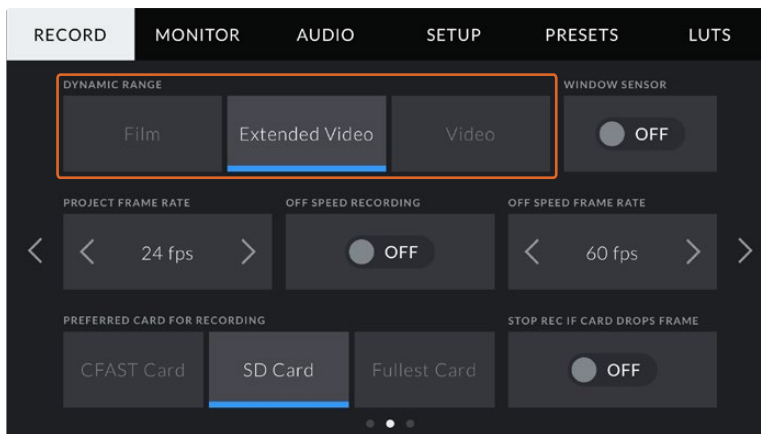 RECORD MONITOR AUDIO SETUP PRESETS LUTS
DYNAMIC RANGE WINDOW SENSOR
Film Extended Video Video OFF
PROJECT FRAME RATE OFF SPEED RECORDING OFF SPEED FRAME RATE
24 fps OFF 60 fps
PREFERRED CARD FOR RECORDING STOP REC IF CARD DROPS FRAME
CFAST Card SD Card Fullest Card OFF